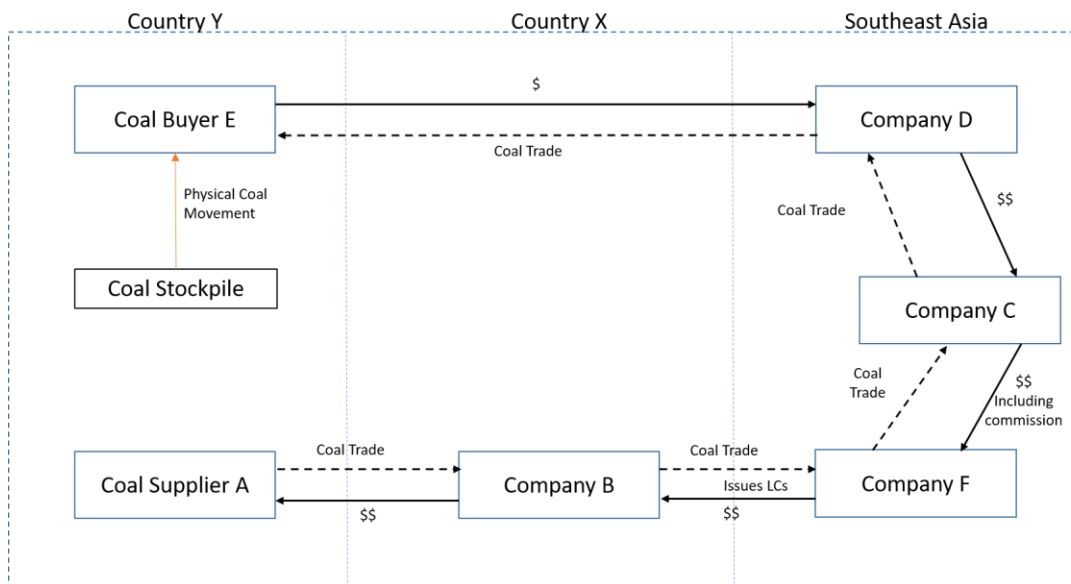 Country Y
Country X
Southeast Asia
$
Coal Buyer E
Company D
Coal Trade
Physical Coal
Movement
Coal Trade
$$
Coal Stockpile
Company C
Coal
Trade
$$
Including
commission
Coal Trade
Coal Trade
Coal Supplier A
Company B
Issues LCs
Company F
$$
$$